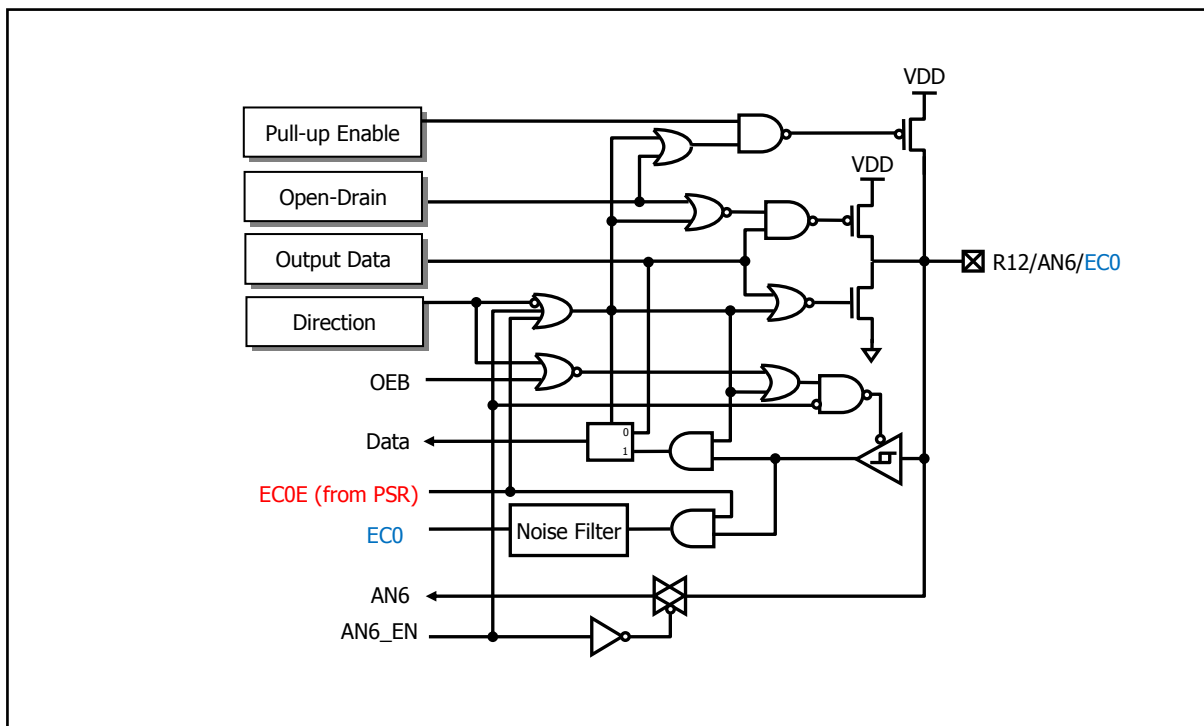 VDD
Pull-up Enable
VDD
Open-Drain
Output Data
R12/AN6/EC0
Direction
OEB
0
Data
1
EC0E (from PSR)
EC0
Noise Filter
AN6
AN6_EN